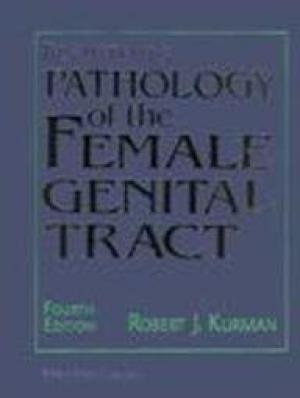 PATHOLOGY
of the
FEMALE
GENITAL
TRACT
FOURTH
EDITION
ROBERT J. KURMAN